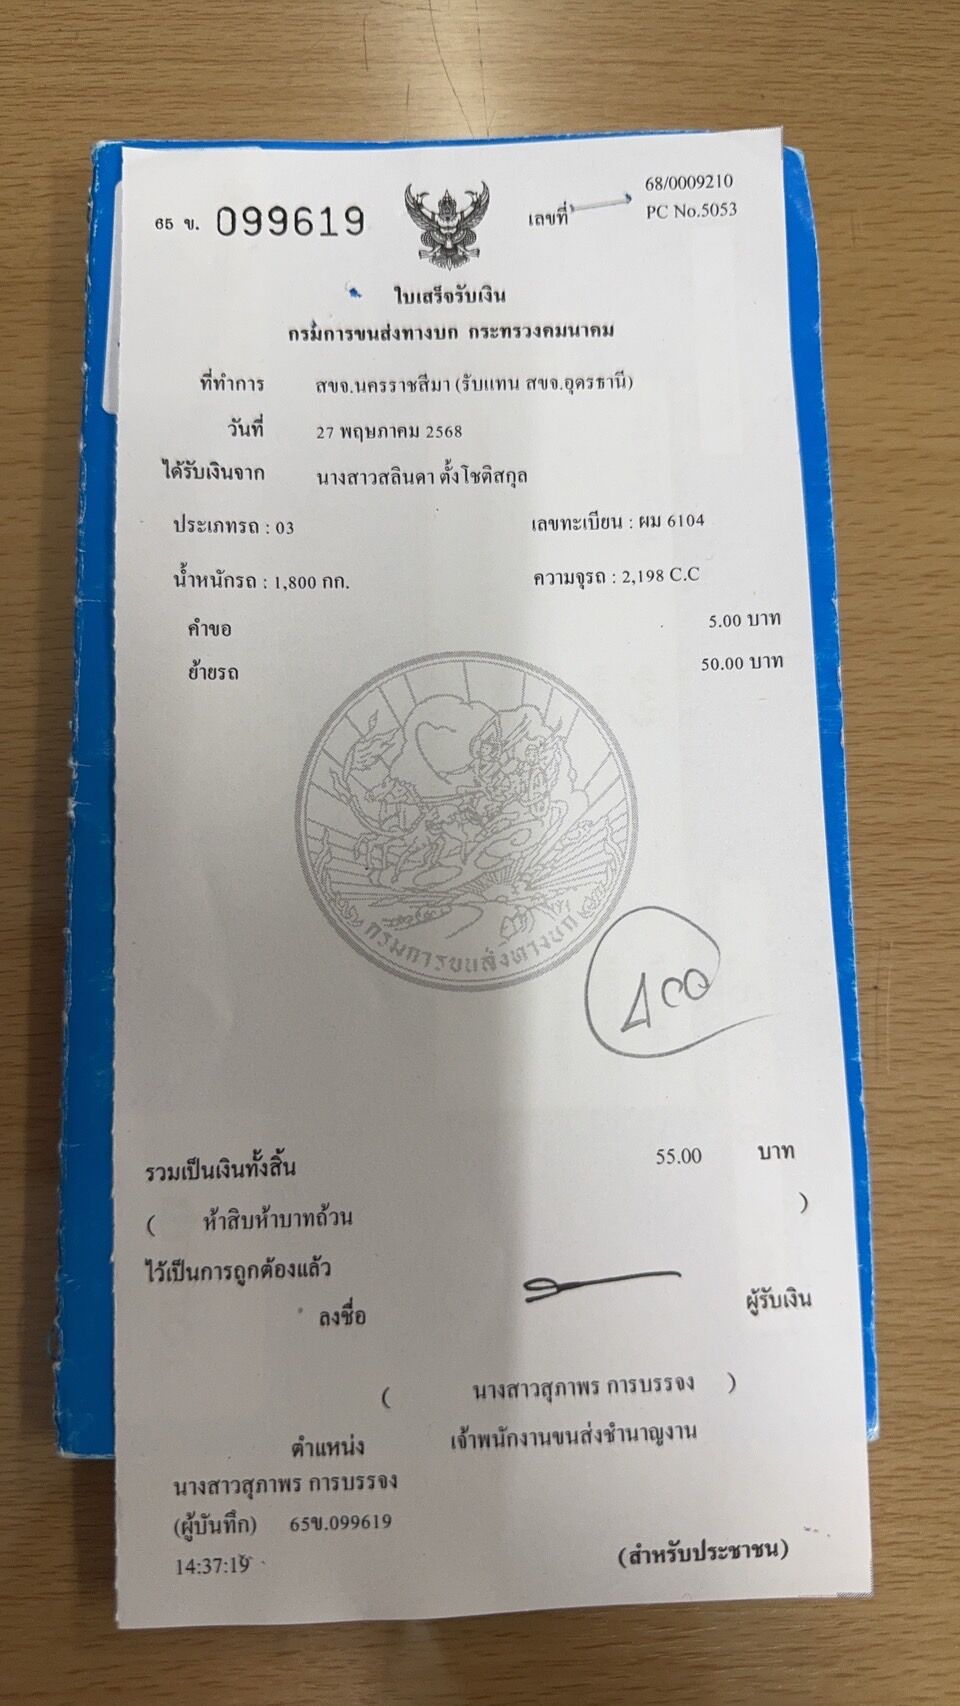 65 ข. 099619
เลขที่ 68/0009210
PC No.5053
ใบเสร็จรับเงิน
กรมการขนส่งทางบก กระทรวงคมนาคม
ที่ทำการ สขจ.นครราชสีมา (รับแทน สขจ.อุดรธานี)
วันที่ 27 พฤษภาคม 2568
ได้รับเงินจาก นางสาวสลินดา ตั้งโชติสกุล
ประเภทรถ : 03 เลขทะเบียน : ผม 6104
น้ำหนักรถ : 1,800 กก. ความจุรถ : 2,198 C.C
คำขอ 5.00 บาท
ย้ายรถ 50.00 บาท
กรมการขนส่งทางบก
รวมเป็นเงินทั้งสิ้น 55.00 บาท
( ห้าสิบห้าบาทถ้วน )
ไว้เป็นการถูกต้องแล้ว
ลงชื่อ ผู้รับเงิน
( นางสาวสุภาพร การบรรจง )
ตำแหน่ง เจ้าพนักงานขนส่งชำนาญงาน
นางสาวสุภาพร การบรรจง
(ผู้บันทึก) 65ข.099619
14:37:19 (สำหรับประชาชน)